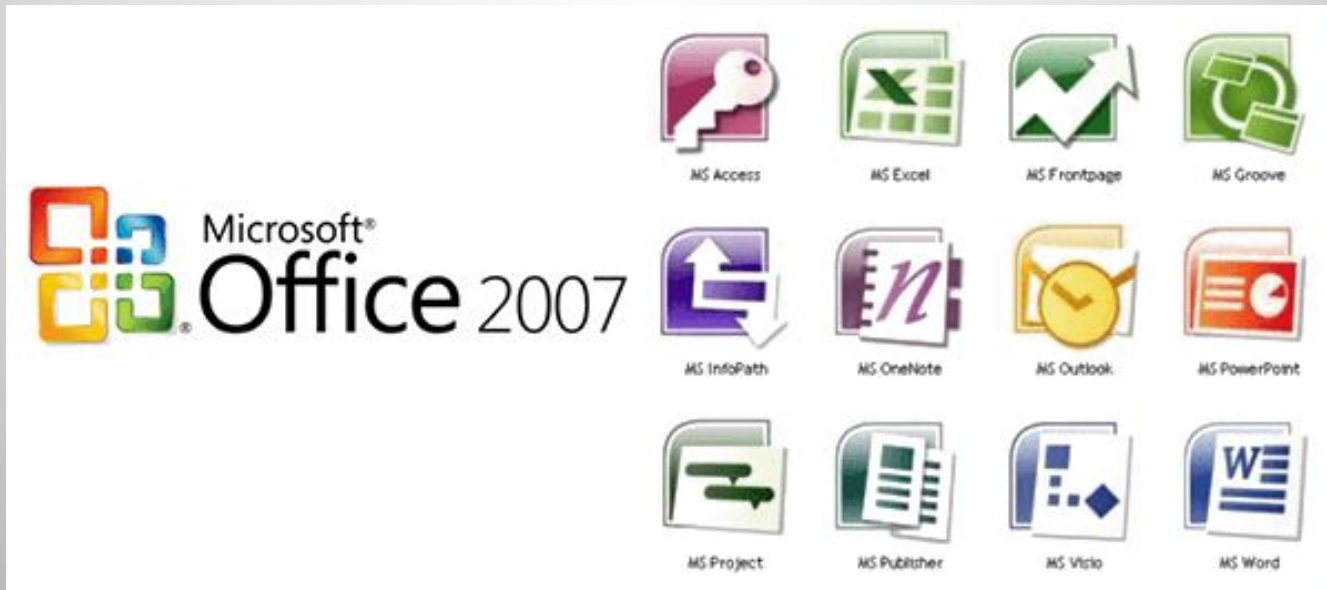 Microsoft®
Office 2007
MS Access
MS Excel
MS Frontpage
MS Groove
MS InfoPath
MS OneNote
MS Outlook
MS PowerPoint
MS Project
MS Publisher
MS Visio
MS Word